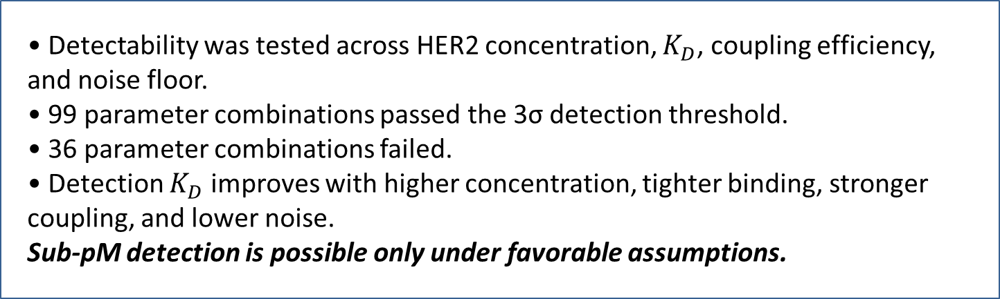 • Detectability was tested across HER2 concentration, K_D, coupling efficiency,
and noise floor.
• 99 parameter combinations passed the 3σ detection threshold.
• 36 parameter combinations failed.
• Detection K_D improves with higher concentration, tighter binding, stronger
coupling, and lower noise.
Sub-pM detection is possible only under favorable assumptions.